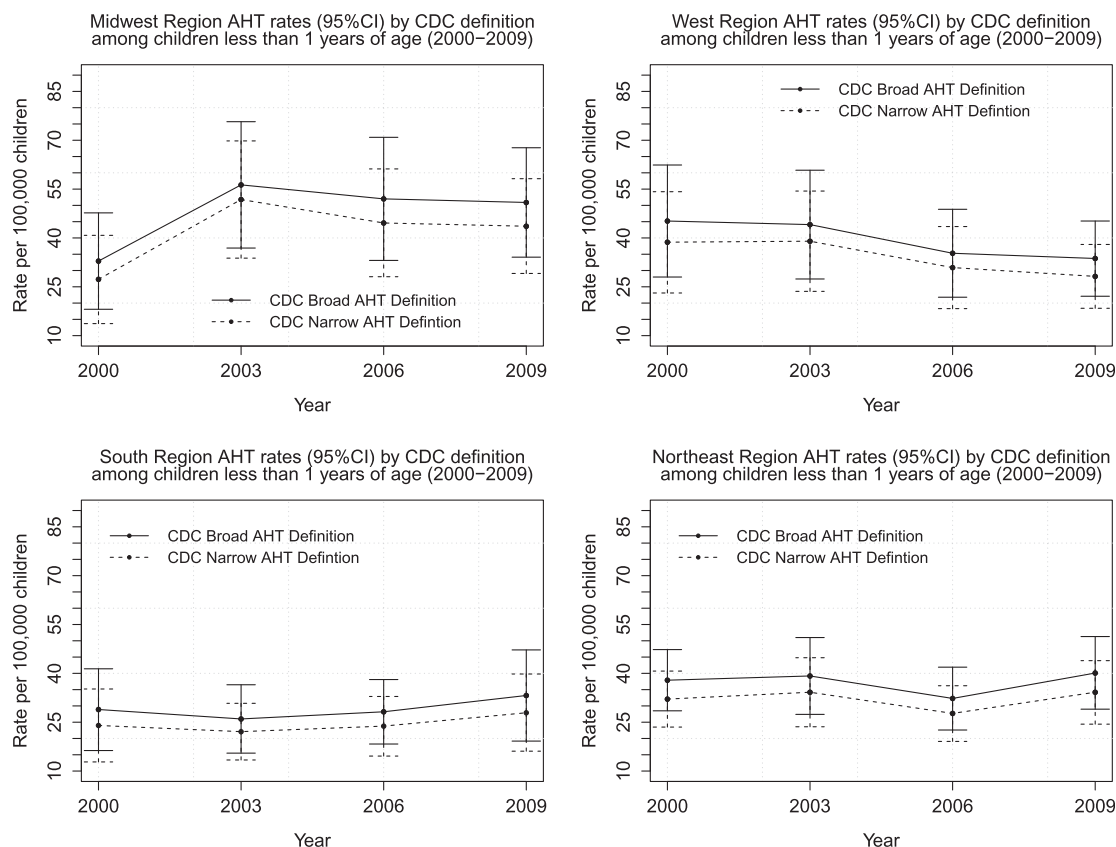 Midwest Region AHT rates (95%CI) by CDC definition
among children less than 1 years of age (2000−2009)
Rate per 100,000 children
85
70
55
40
25
10
CDC Broad AHT Definition
CDC Narrow AHT Defintion
2000
2003
2006
2009
Year
West Region AHT rates (95%CI) by CDC definition
among children less than 1 years of age (2000−2009)
Rate per 100,000 children
85
70
55
40
25
10
CDC Broad AHT Definition
CDC Narrow AHT Defintion
2000
2003
2006
2009
Year
South Region AHT rates (95%CI) by CDC definition
among children less than 1 years of age (2000−2009)
Rate per 100,000 children
85
70
55
40
25
10
CDC Broad AHT Definition
CDC Narrow AHT Defintion
2000
2003
2006
2009
Year
Northeast Region AHT rates (95%CI) by CDC definition
among children less than 1 years of age (2000−2009)
Rate per 100,000 children
85
70
55
40
25
10
CDC Broad AHT Definition
CDC Narrow AHT Defintion
2000
2003
2006
2009
Year